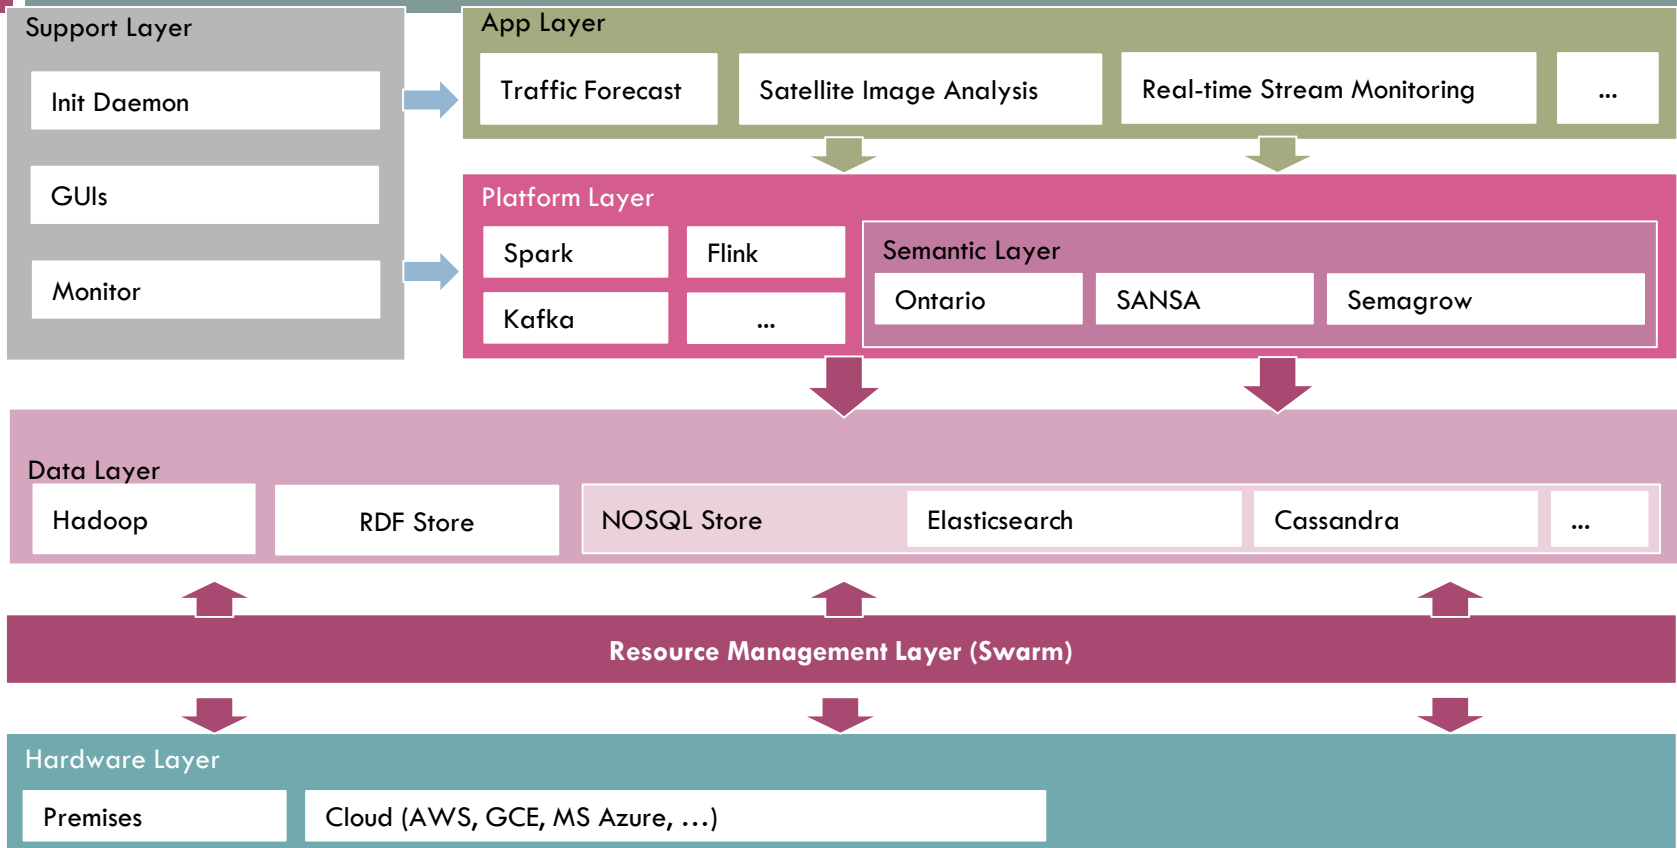 Support Layer
Init Daemon
GUIs
Monitor
App Layer
Traffic Forecast
Satellite Image Analysis
Real-time Stream Monitoring
...
Platform Layer
Spark
Flink
Kafka
...
Semantic Layer
Ontario
SANSA
Semagrow
Data Layer
Hadoop
RDF Store
NOSQL Store
Elasticsearch
Cassandra
...
Resource Management Layer (Swarm)
Hardware Layer
Premises
Cloud (AWS, GCE, MS Azure, ...)